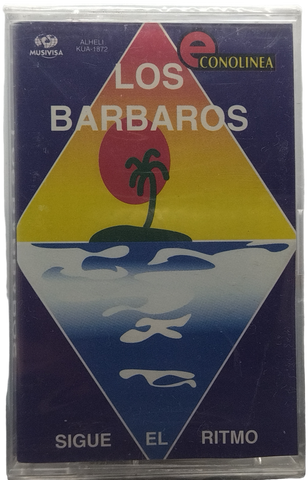 MUSIVISA
ALHELI
KUA-1872
eCONOLINEA
LOS
BARBAROS
SIGUE EL RITMO